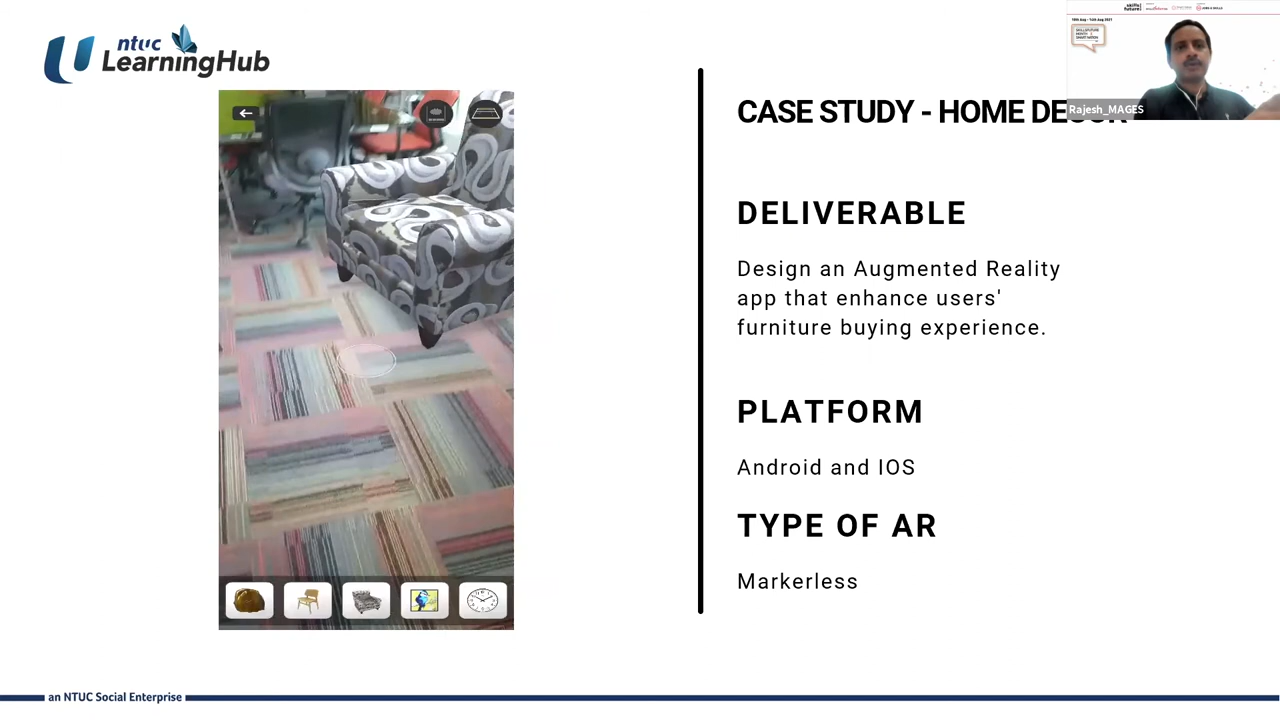 ntuc
LearningHub
CASE STUDY - HOME DECOR
Rajesh_MAGES
DELIVERABLE
Design an Augmented Reality
app that enhance users'
furniture buying experience.
PLATFORM
Android and IOS
TYPE OF AR
Markerless
an NTUC Social Enterprise